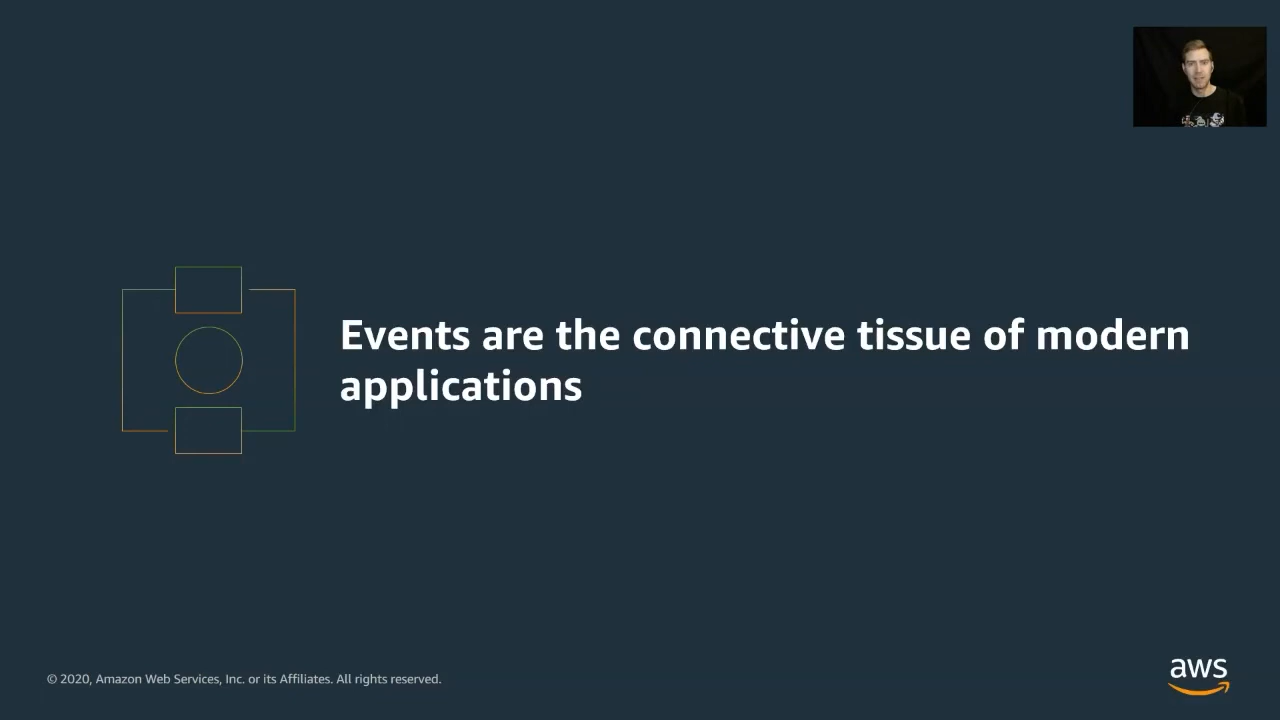 Events are the connective tissue of modern
applications
© 2020, Amazon Web Services, Inc. or its Affiliates. All rights reserved.
aws